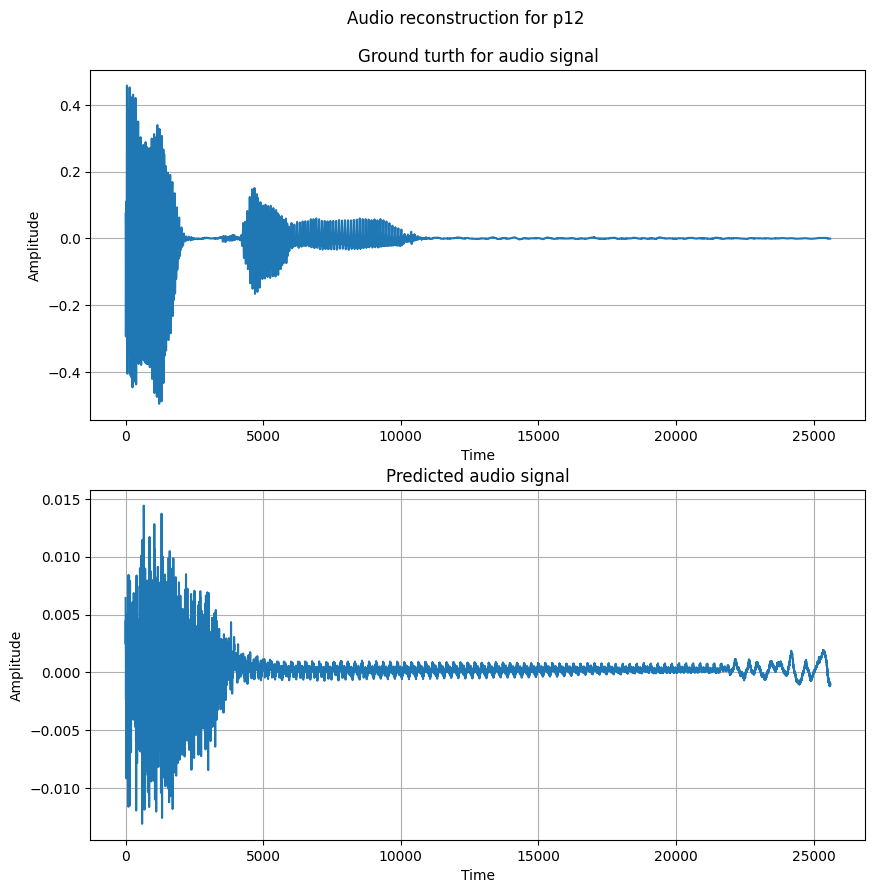 Audio reconstruction for p12
Ground turth for audio signal
0.4
0.2
0.0
−0.2
−0.4
Amplitude
0 5000 10000 15000 20000 25000
Time
Predicted audio signal
0.015
0.010
0.005
0.000
−0.005
−0.010
Amplitude
0 5000 10000 15000 20000 25000
Time